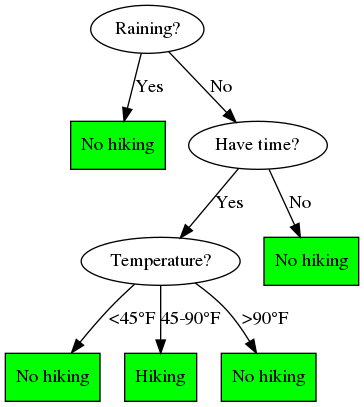 Raining?
Yes
No
No hiking
Have time?
Yes
No
Temperature?
No hiking
<45°F
45-90°F
>90°F
No hiking
Hiking
No hiking